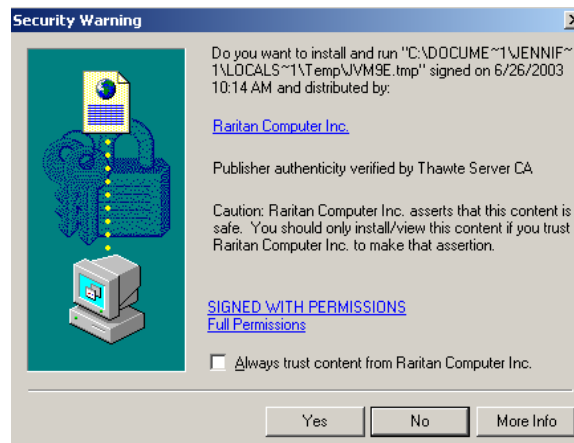 Security Warning
Do you want to install and run "C:\DOCUME~1\JENNIF~
1\LOCALS~1\Temp\JVM9E.tmp" signed on 6/26/2003
10:14 AM and distributed by:
Raritan Computer Inc.
Publisher authenticity verified by Thawte Server CA
Caution: Raritan Computer Inc. asserts that this content is
safe. You should only install/view this content if you trust
Raritan Computer Inc. to make that assertion.
SIGNED WITH PERMISSIONS
Full Permissions
Always trust content from Raritan Computer Inc.
Yes No More Info